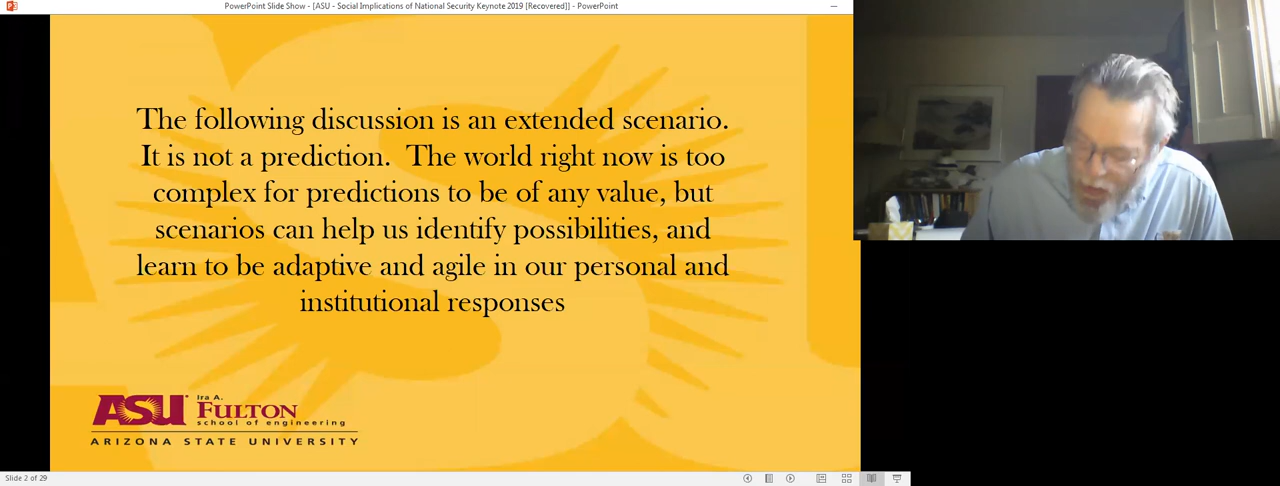 PowerPoint Slide Show - [ASU - Social Implications of National Security Keynote 2019 [Recovered]] - PowerPoint
The following discussion is an extended scenario.
It is not a prediction. The world right now is too
complex for predictions to be of any value, but
scenarios can help us identify possibilities, and
learn to be adaptive and agile in our personal and
institutional responses
ASU
Ira A.
FULTON
school of engineering
ARIZONA STATE UNIVERSITY
Slide 2 of 29